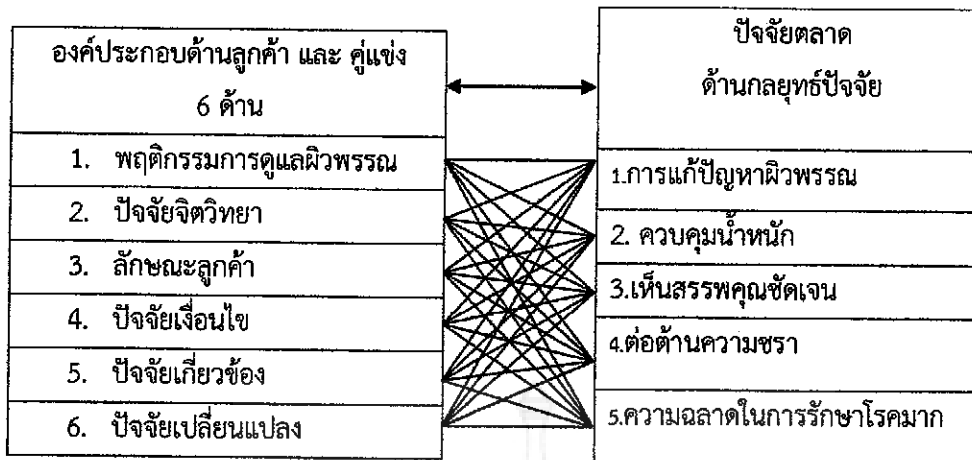 องค์ประกอบด้านลูกค้า และ คู่แข่ง
6 ด้าน
1. พฤติกรรมการดูแลผิวพรรณ
2. ปัจจัยจิตวิทยา
3. ลักษณะลูกค้า
4. ปัจจัยเงื่อนไข
5. ปัจจัยเกี่ยวข้อง
6. ปัจจัยเปลี่ยนแปลง
ปัจจัยตลาด
ด้านกลยุทธ์ปัจจัย
1.การแก้ปัญหาผิวพรรณ
2. ควบคุมน้ำหนัก
3.เห็นสรรพคุณชัดเจน
4.ต่อต้านความชรา
5.ความฉลาดในการรักษาโรคมาก